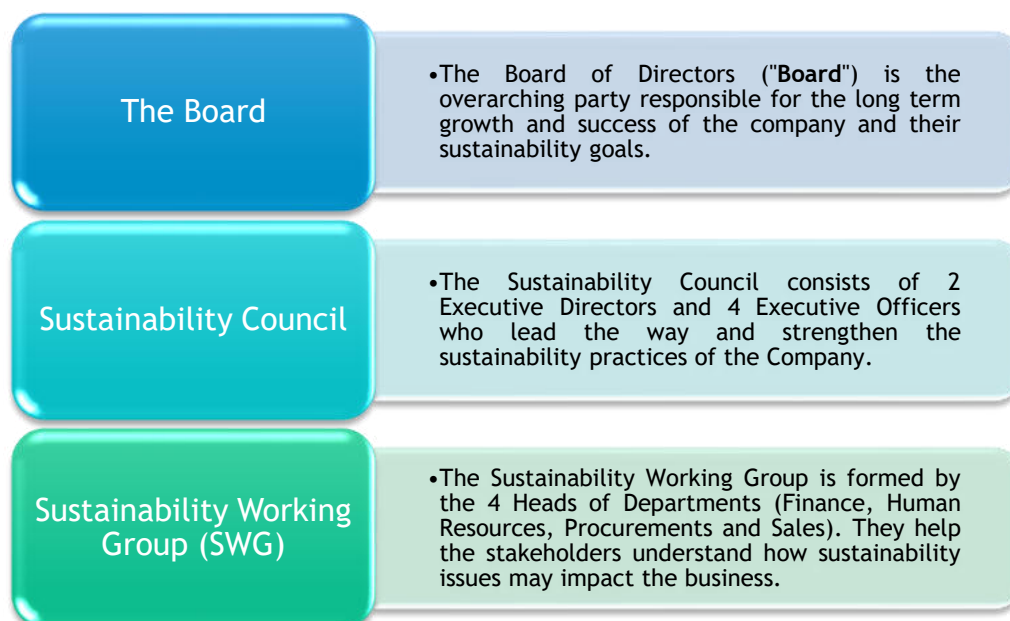 The Board
•The Board of Directors ("Board") is the
overarching party responsible for the long term
growth and success of the company and their
sustainability goals.
Sustainability Council
•The Sustainability Council consists of 2
Executive Directors and 4 Executive Officers
who lead the way and strengthen the
sustainability practices of the Company.
Sustainability Working
Group (SWG)
•The Sustainability Working Group is formed by
the 4 Heads of Departments (Finance, Human
Resources, Procurements and Sales). They help
the stakeholders understand how sustainability
issues may impact the business.